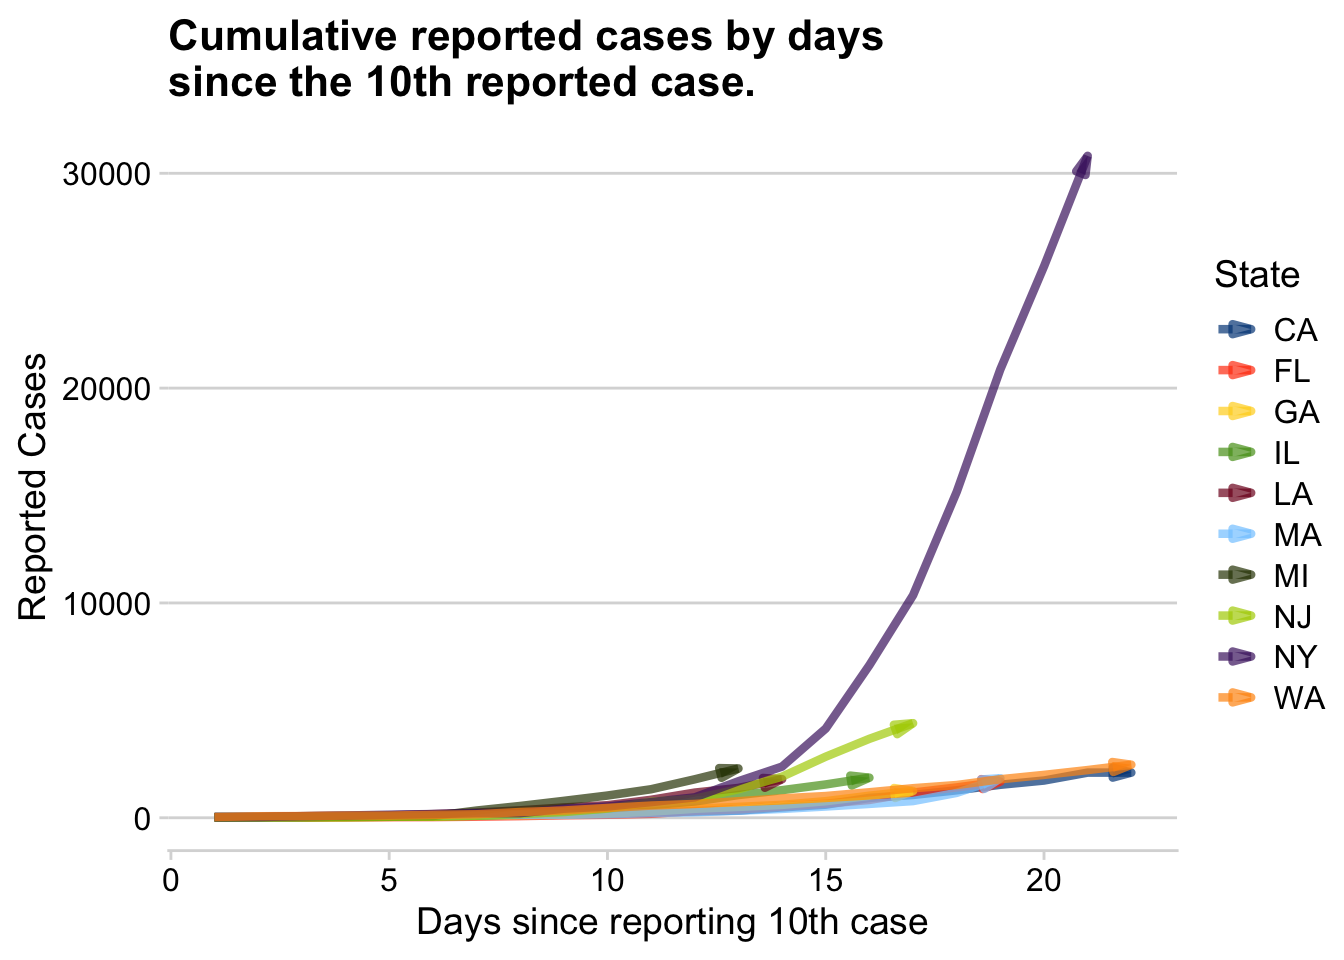 Cumulative reported cases by days
since the 10th reported case.
Reported Cases
30000
20000
10000
0
0
5
10
15
20
Days since reporting 10th case
State
CA
FL
GA
IL
LA
MA
MI
NJ
NY
WA